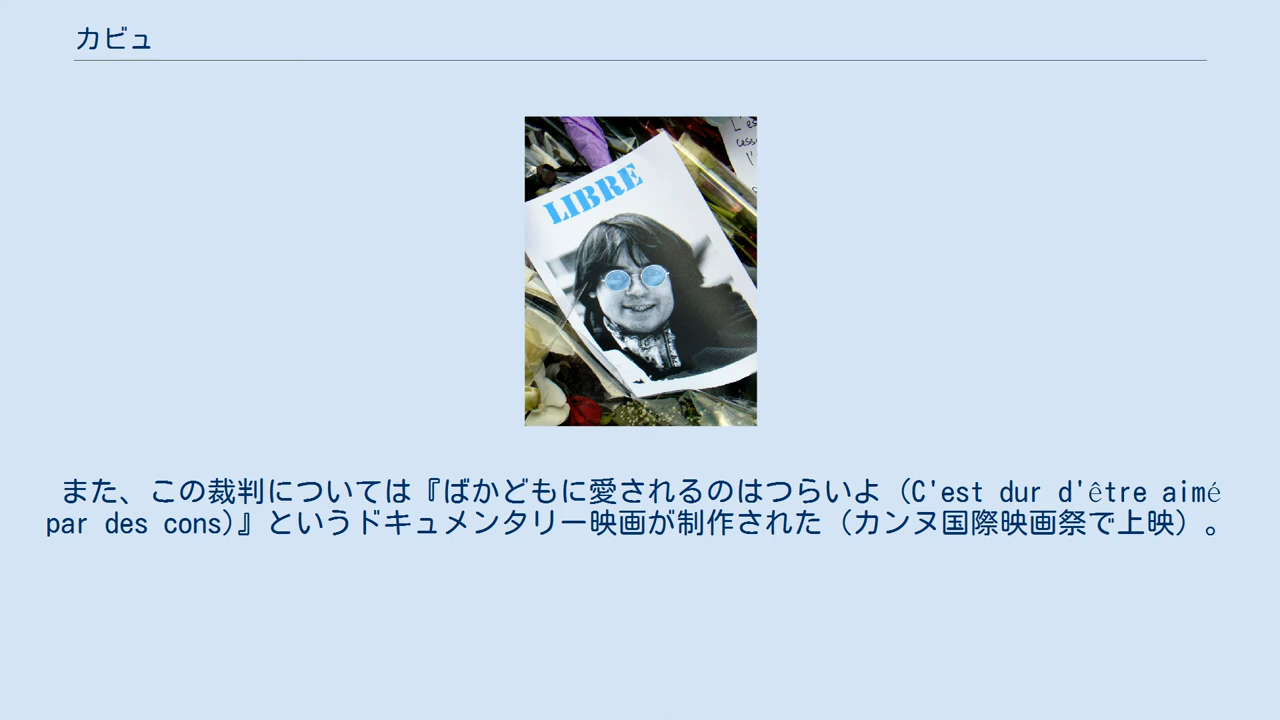 カビュ
LIBRE
また、この裁判については『ばかどもに愛されるのはつらいよ（C'est dur d'être aimé
par des cons)』というドキュメンタリー映画が制作された（カンヌ国際映画祭で上映）。